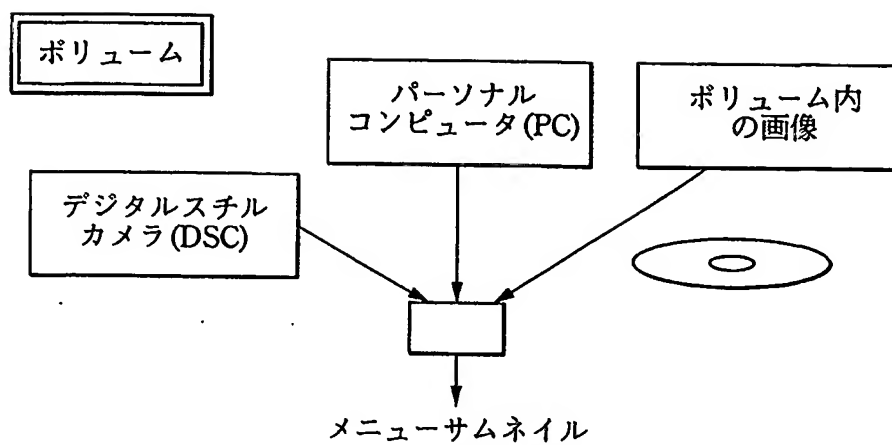 ボリューム
パーソナル
コンピュータ(PC)
ボリューム内
の画像
デジタルスチル
カメラ(DSC)
メニューサムネイル